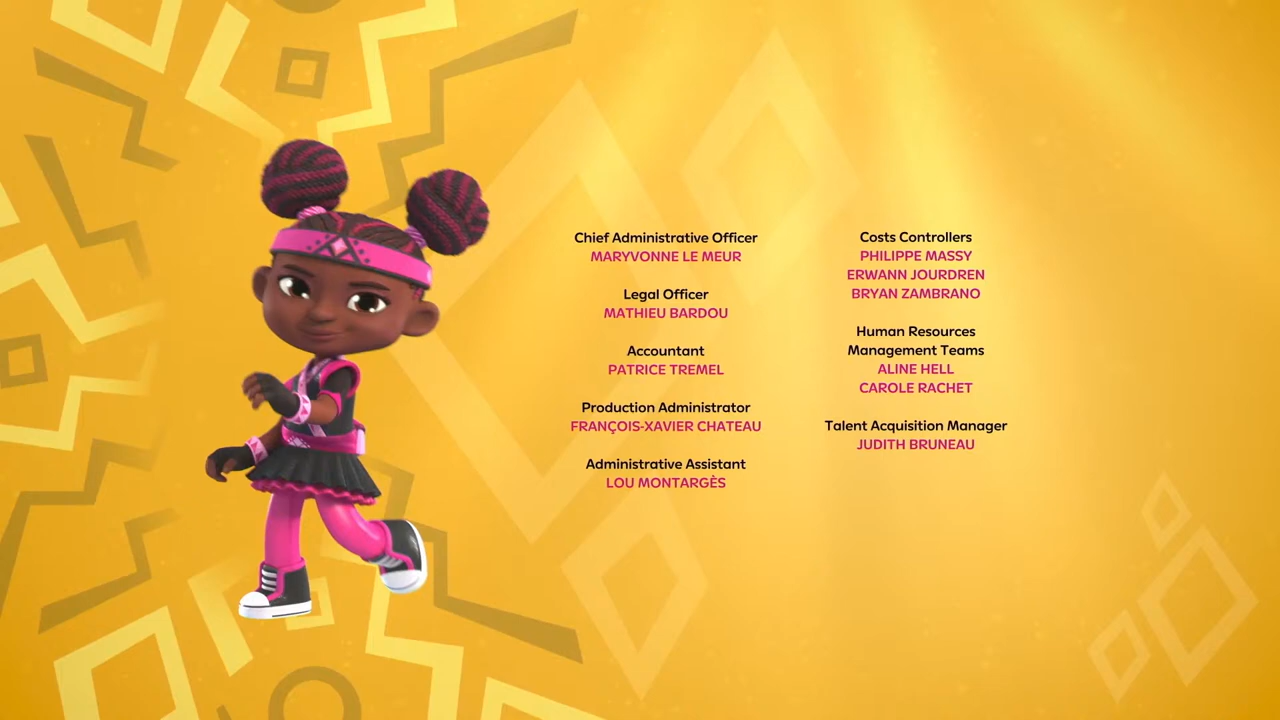 Chief Administrative Officer
MARYVONNE LE MEUR
Legal Officer
MATHIEU BARDOU
Accountant
PATRICE TREMEL
Production Administrator
FRANÇOIS-XAVIER CHATEAU
Administrative Assistant
LOU MONTARGÈS
Costs Controllers
PHILIPPE MASSY
ERWANN JOURDREN
BRYAN ZAMBRANO
Human Resources
Management Teams
ALINE HELL
CAROLE RACHET
Talent Acquisition Manager
JUDITH BRUNEAU